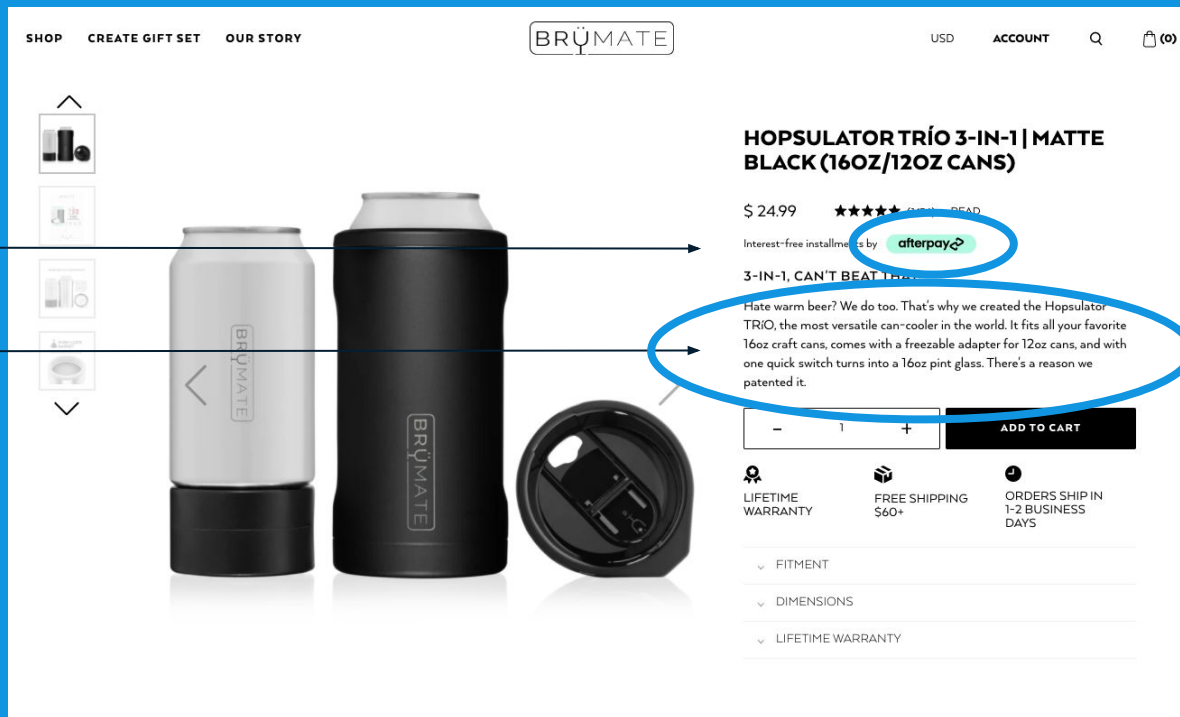 SHOP CREATE GIFT SET OUR STORY
BRÜMATE
USD ACCOUNT (0)
HOPSULATOR TRÍO 3-IN-1 | MATTE
BLACK (16OZ/12OZ CANS)
$ 24.99 READ
Interest-free installments by afterpay
3-IN-1, CAN'T BEAT THAT
Hate warm beer? We do too. That's why we created the Hopsulator
TRíO, the most versatile can-cooler in the world. It fits all your favorite
16oz craft cans, comes with a freezable adapter for 12oz cans, and with
one quick switch turns into a 16oz pint glass. There's a reason we
patented it.
BRÜMATE
BRÜMATE
- 1 + ADD TO CART
LIFETIME
WARRANTY
FREE SHIPPING
$60+
ORDERS SHIP IN
1-2 BUSINESS
DAYS
FITMENT
DIMENSIONS
LIFETIME WARRANTY